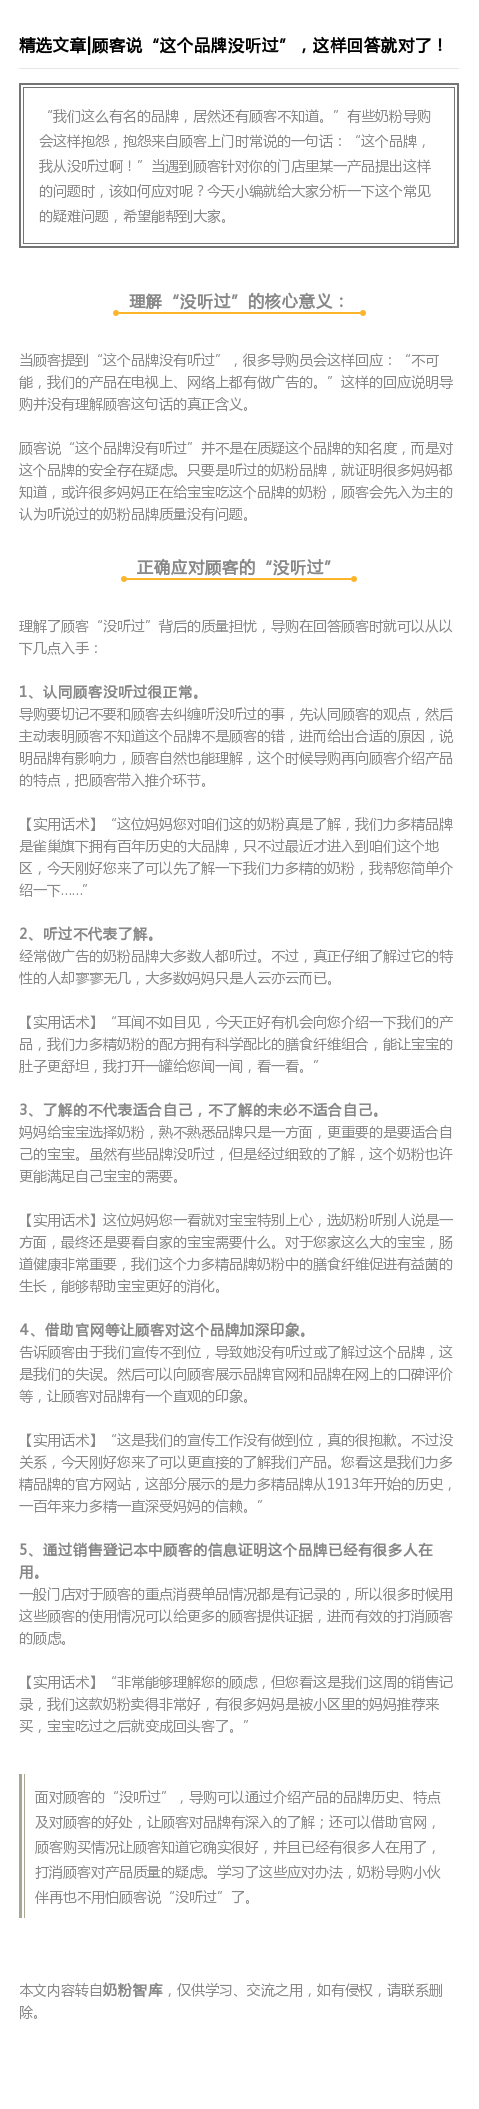 精选文章|顾客说“这个品牌没听过”，这样回答就对了！
“我们这么有名的品牌，居然还有顾客不知道。”有些奶粉导购
会这样抱怨，抱怨来自顾客上门时常说的一句话：“这个品牌，
我从没听过啊！”当遇到顾客针对你的门店里某一产品提出这样
的问题时，该如何应对呢？今天小编就给大家分析一下这个常见
的疑难问题，希望能帮到大家。
理解“没听过”的核心意义：
当顾客提到“这个品牌没有听过”，很多导购员会这样回应：“不可
能，我们的产品在电视上、网络上都有做广告的。”这样的回应说明导
购并没有理解顾客这句话的真正含义。
顾客说“这个品牌没有听过”并不是在质疑这个品牌的知名度，而是对
这个品牌的安全存在疑虑。只要是听过的奶粉品牌，就证明很多妈妈都
知道，或许很多妈妈正在给宝宝吃这个品牌的奶粉，顾客会先入为主的
认为听说过的奶粉品牌质量没有问题。
正确应对顾客的“没听过”
理解了顾客“没听过”背后的质量担忧，导购在回答顾客时就可以从以
下几点入手：
1、认同顾客没听过很正常。
导购要切记不要和顾客去纠缠听没听过的事，先认同顾客的观点，然后
主动表明顾客不知道这个品牌不是顾客的错，进而给出合适的原因，说
明品牌有影响力，顾客自然也能理解，这个时候导购再向顾客介绍产品
的特点，把顾客带入推介环节。
【实用话术】“这位妈妈您对咱们这的奶粉真是了解，我们力多精品牌
是雀巢旗下拥有百年历史的大品牌，只不过最近才进入到咱们这个地
区，今天刚好您来了可以先了解一下我们力多精的奶粉，我帮您简单介
绍一下……”
2、听过不代表了解。
经常做广告的奶粉品牌大多数人都听过。不过，真正仔细了解过它的特
性的人却寥寥无几，大多数妈妈只是人云亦云而已。
【实用话术】“耳闻不如目见，今天正好有机会向您介绍一下我们的产
品，我们力多精奶粉的配方拥有科学配比的膳食纤维组合，能让宝宝的
肚子更舒坦，我打开一罐给您闻一闻，看一看。”
3、了解的不代表适合自己，不了解的未必不适合自己。
妈妈给宝宝选择奶粉，熟不熟悉品牌只是一方面，更重要的是要适合自
己的宝宝。虽然有些品牌没听过，但是经过细致的了解，这个奶粉也许
更能满足自己宝宝的需要。
【实用话术】这位妈妈您一看就对宝宝特别上心，选奶粉听别人说是一
方面，最终还是要看自家的宝宝需要什么。对于您家这么大的宝宝，肠
道健康非常重要，我们这个力多精品牌奶粉中的膳食纤维促进有益菌的
生长，能够帮助宝宝更好的消化。
4、借助官网等让顾客对这个品牌加深印象。
告诉顾客由于我们宣传不到位，导致她没有听过或了解过这个品牌，这
是我们的失误。然后可以向顾客展示品牌官网和品牌在网上的口碑评价
等，让顾客对品牌有一个直观的印象。
【实用话术】“这是我们的宣传工作没有做到位，真的很抱歉。不过没
关系，今天刚好您来了可以更直接的了解我们产品。您看这是我们力多
精品牌的官方网站，这部分展示的是力多精品牌从1913年开始的历史，
一百年来力多精一直深受妈妈的信赖。”
5、通过销售登记本中顾客的信息证明这个品牌已经有很多人在
用。
一般门店对于顾客的重点消费单品情况都是有记录的，所以很多时候用
这些顾客的使用情况可以给更多的顾客提供证据，进而有效的打消顾客
的顾虑。
【实用话术】“非常能够理解您的顾虑，但您看这是我们这周的销售记
录，我们这款奶粉卖得非常好，有很多妈妈是被小区里的妈妈推荐来
买，宝宝吃过之后就变成回头客了。”
面对顾客的“没听过”，导购可以通过介绍产品的品牌历史、特点
及对顾客的好处，让顾客对品牌有深入的了解；还可以借助官网，
顾客购买情况让顾客知道它确实很好，并且已经有很多人在用了，
打消顾客对产品质量的疑虑。学习了这些应对办法，奶粉导购小伙
伴再也不用怕顾客说“没听过”了。
本文内容转自奶粉智库，仅供学习、交流之用，如有侵权，请联系删
除。